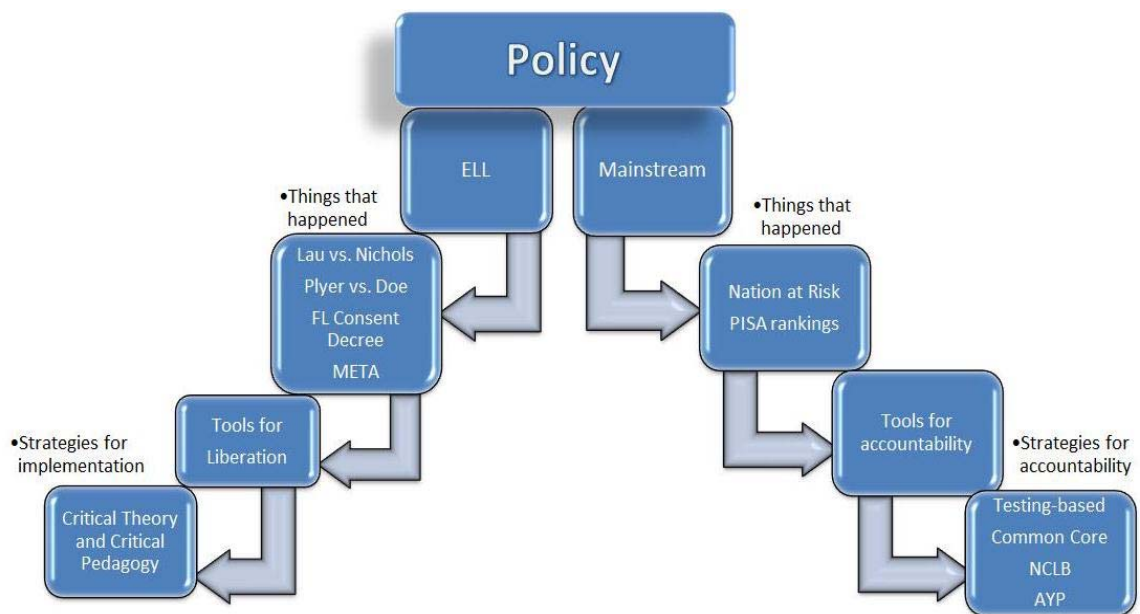 Policy
ELL
Mainstream
•Things that
happened
Lau vs. Nichols
Plyer vs. Doe
FL Consent
Decree
META
•Things that
happened
Nation at Risk
PISA rankings
Tools for
Liberation
Tools for
accountability
•Strategies for
implementation
Critical Theory
and Critical
Pedagogy
•Strategies for
accountability
Testing-based
Common Core
NCLB
AYP